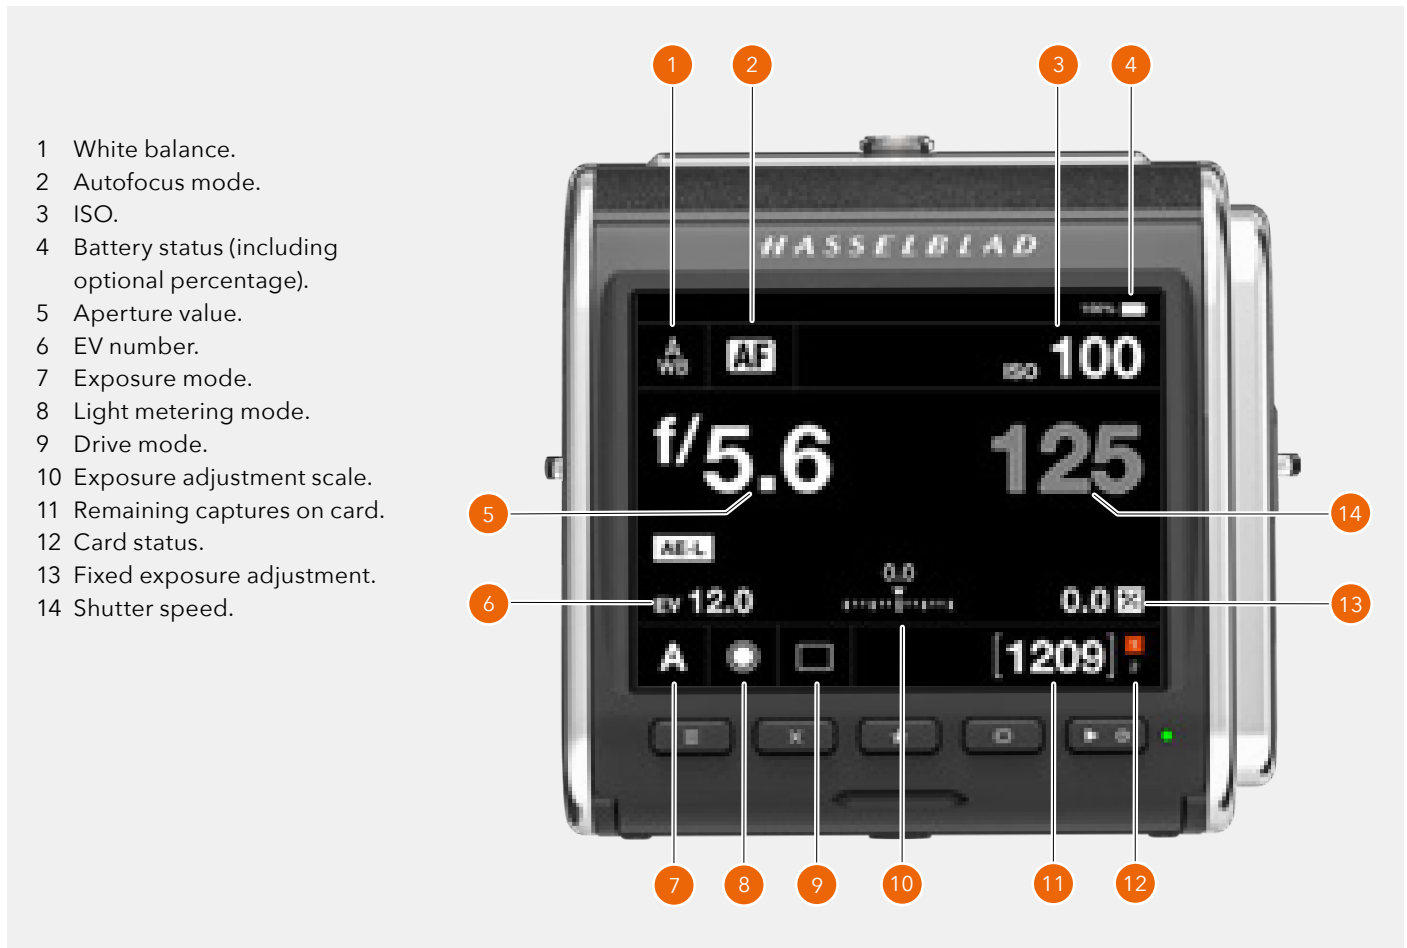 1 White balance.
2 Autofocus mode.
3 ISO.
4 Battery status (including
optional percentage).
5 Aperture value.
6 EV number.
7 Exposure mode.
8 Light metering mode.
9 Drive mode.
10 Exposure adjustment scale.
11 Remaining captures on card.
12 Card status.
13 Fixed exposure adjustment.
14 Shutter speed.
1 2 3 4
HASSELBLAD
100%
A
WB
AF
ISO 100
f/5.6 125
5 14
AE-L
0.0
6 EV 12.0 0.0 13
A [1209] 1
2
7 8 9 10 11 12